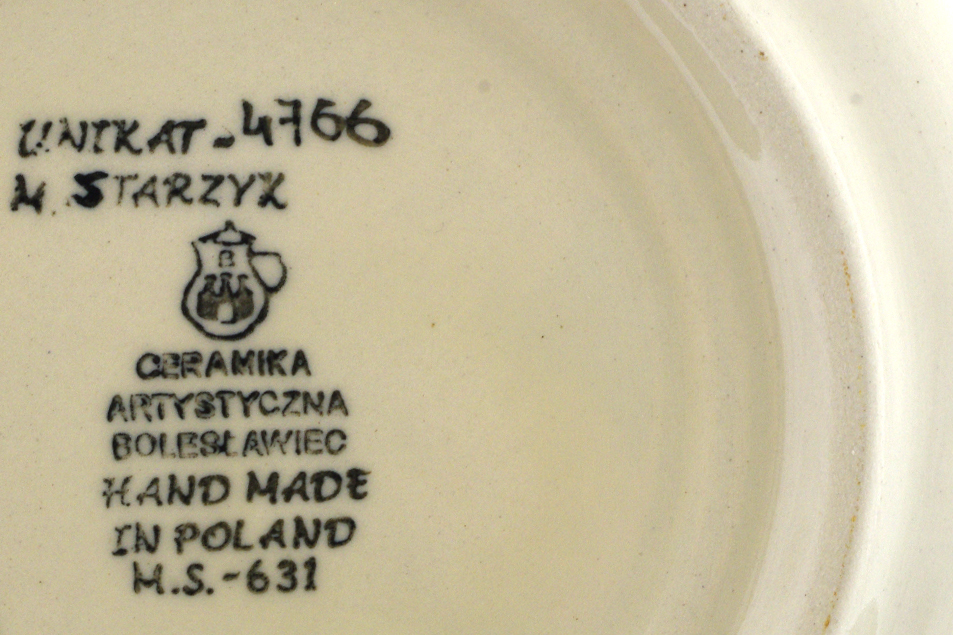 UNIKAT-4766
M. STARZYK
B
CERAMIKA
ARTYSTYCZNA
BOLESŁAWIEC
HAND MADE
IN POLAND
M.S.-631